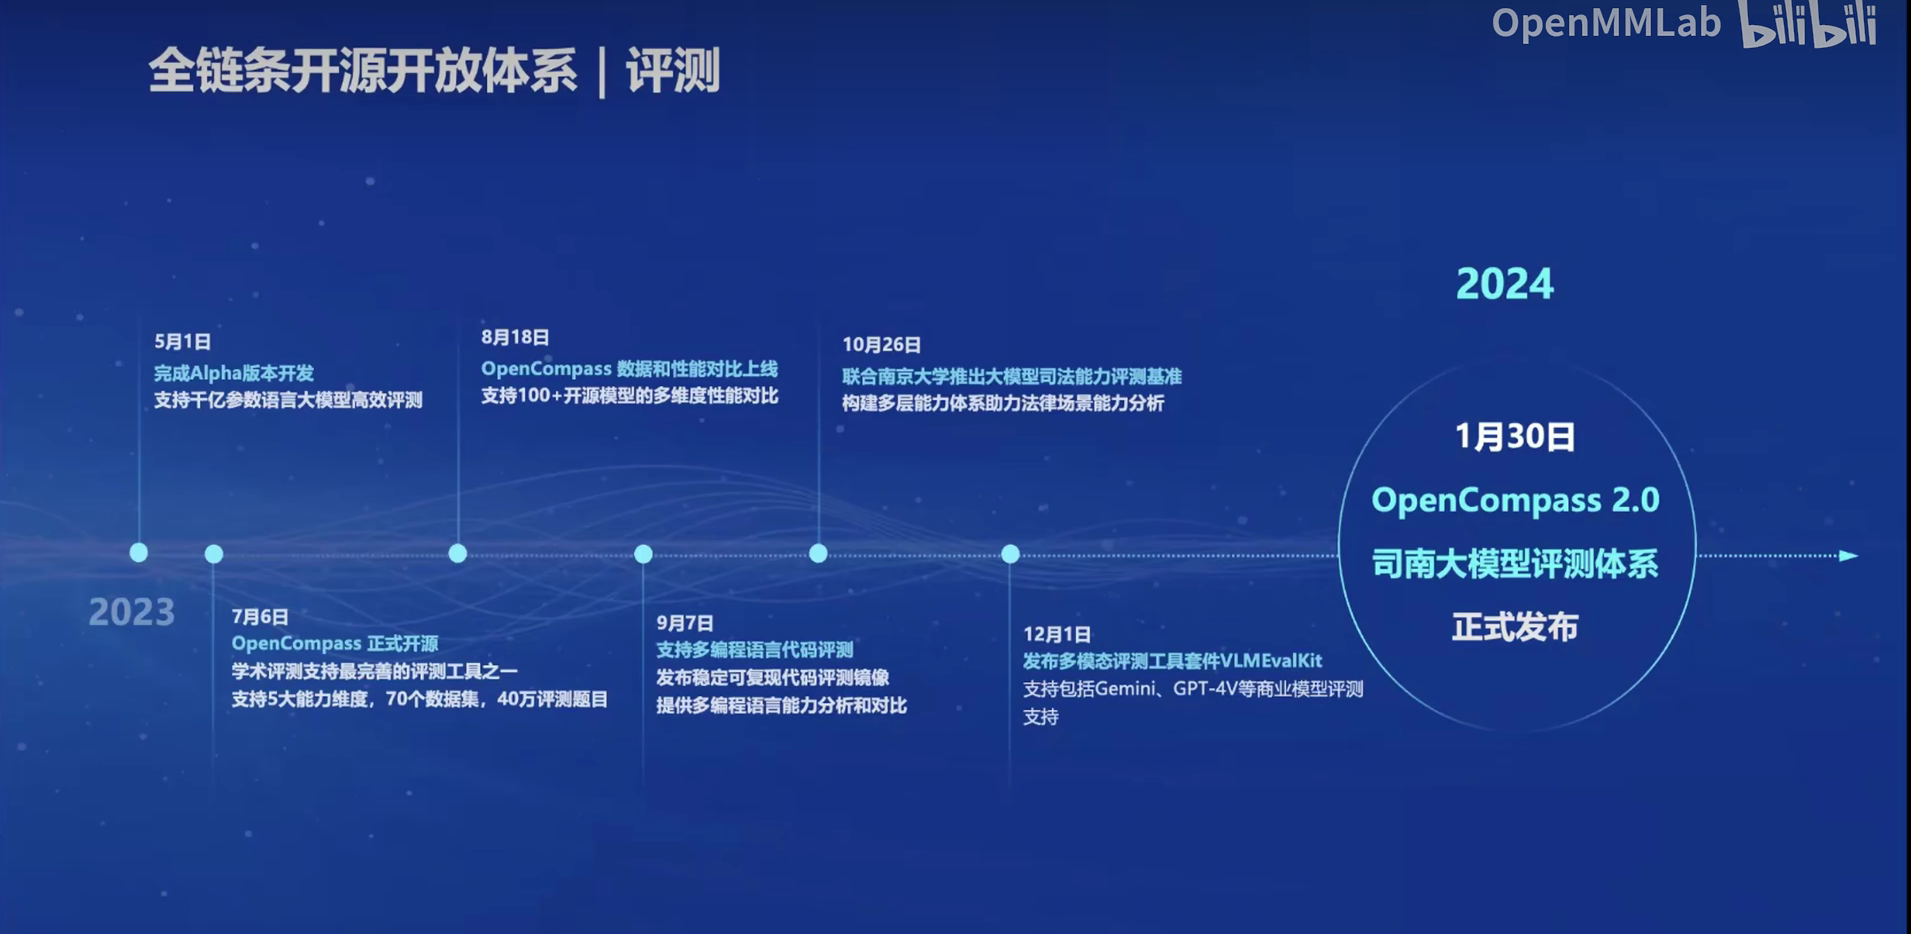 OpenMMLab bilibili
全链条开源开放体系 | 评测
2024
5月1日
完成Alpha版本开发
支持千亿参数语言大模型高效评测
8月18日
OpenCompass 数据和性能对比上线
支持100+开源模型的多维度性能对比
10月26日
联合南京大学推出大模型司法能力评测基准
构建多层能力体系助力法律场景能力分析
1月30日
OpenCompass 2.0
司南大模型评测体系
正式发布
2023
7月6日
OpenCompass 正式开源
学术评测支持最完善的评测工具之一
支持5大能力维度，70个数据集，40万评测题目
9月7日
支持多编程语言代码评测
发布稳定可复现代码评测镜像
提供多编程语言能力分析和对比
12月1日
发布多模态评测工具套件VLMEvalKit
支持包括Gemini、GPT-4V等商业模型评测
支持